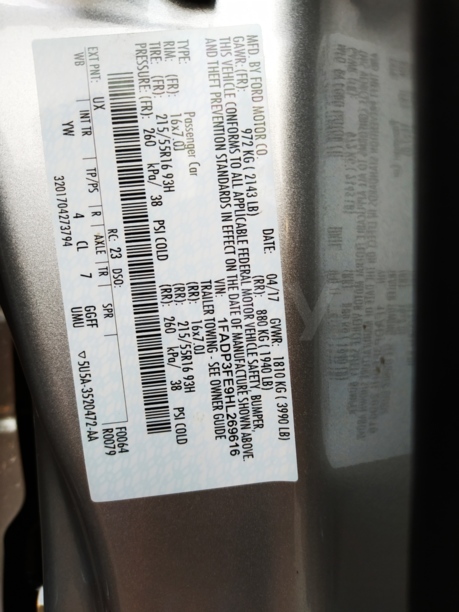 MFD. BY FORD MOTOR CO.
DATE: 04/17 GVWR: 1810 KG ( 3990 LB)
GAWR: (FR): 972 KG ( 2143 LB) (RR): 880 KG ( 1940 LB)
THIS VEHICLE CONFORMS TO ALL APPLICABLE FEDERAL MOTOR VEHICLE SAFETY, BUMPER,
AND THEFT PREVENTION STANDARDS IN EFFECT ON THE DATE OF MANUFACTURE SHOWN ABOVE.
VIN: 1FADP3FE9HL269616
TYPE: Passenger Car TRAILER TOWING - SEE OWNER GUIDE
RIM: (FR): 16x7.0J (RR): 16x7.0J
TIRE: (FR): 215/55R16 93H (RR): 215/55R16 93H
PRESSURE: (FR): 260 kPa/ 38 PSI COLD (RR): 260 kPa/ 38 PSI COLD
F0064
00079
EXT PNT: UX RC: 23 DSO:
WB INT TR TP/PS R AXLE TR SPR
YW 4 CL 7 GGFF
UMU
3201704273794
▽ 5U5A-3520472-AA